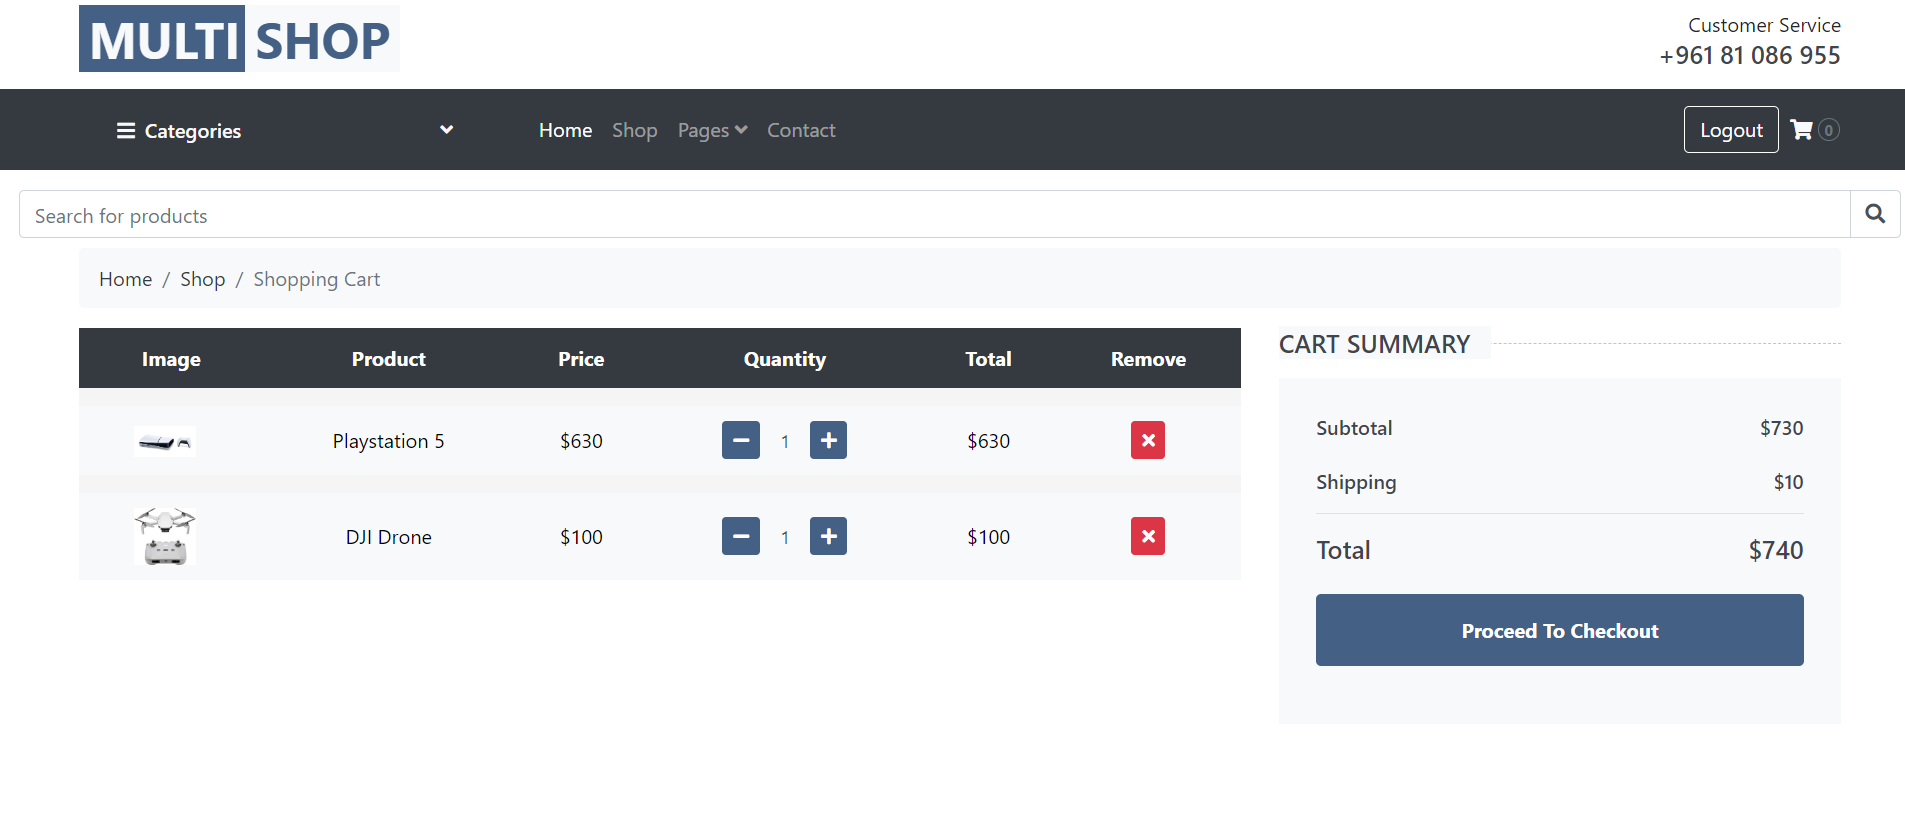 MULTI SHOP
Customer Service
+961 81 086 955
Categories
Home Shop Pages Contact
Logout 0
Search for products
Home / Shop / Shopping Cart
Image Product Price Quantity Total Remove
Playstation 5 $630 1 $630
DJI Drone $100 1 $100
CART SUMMARY
Subtotal $730
Shipping $10
Total $740
Proceed To Checkout